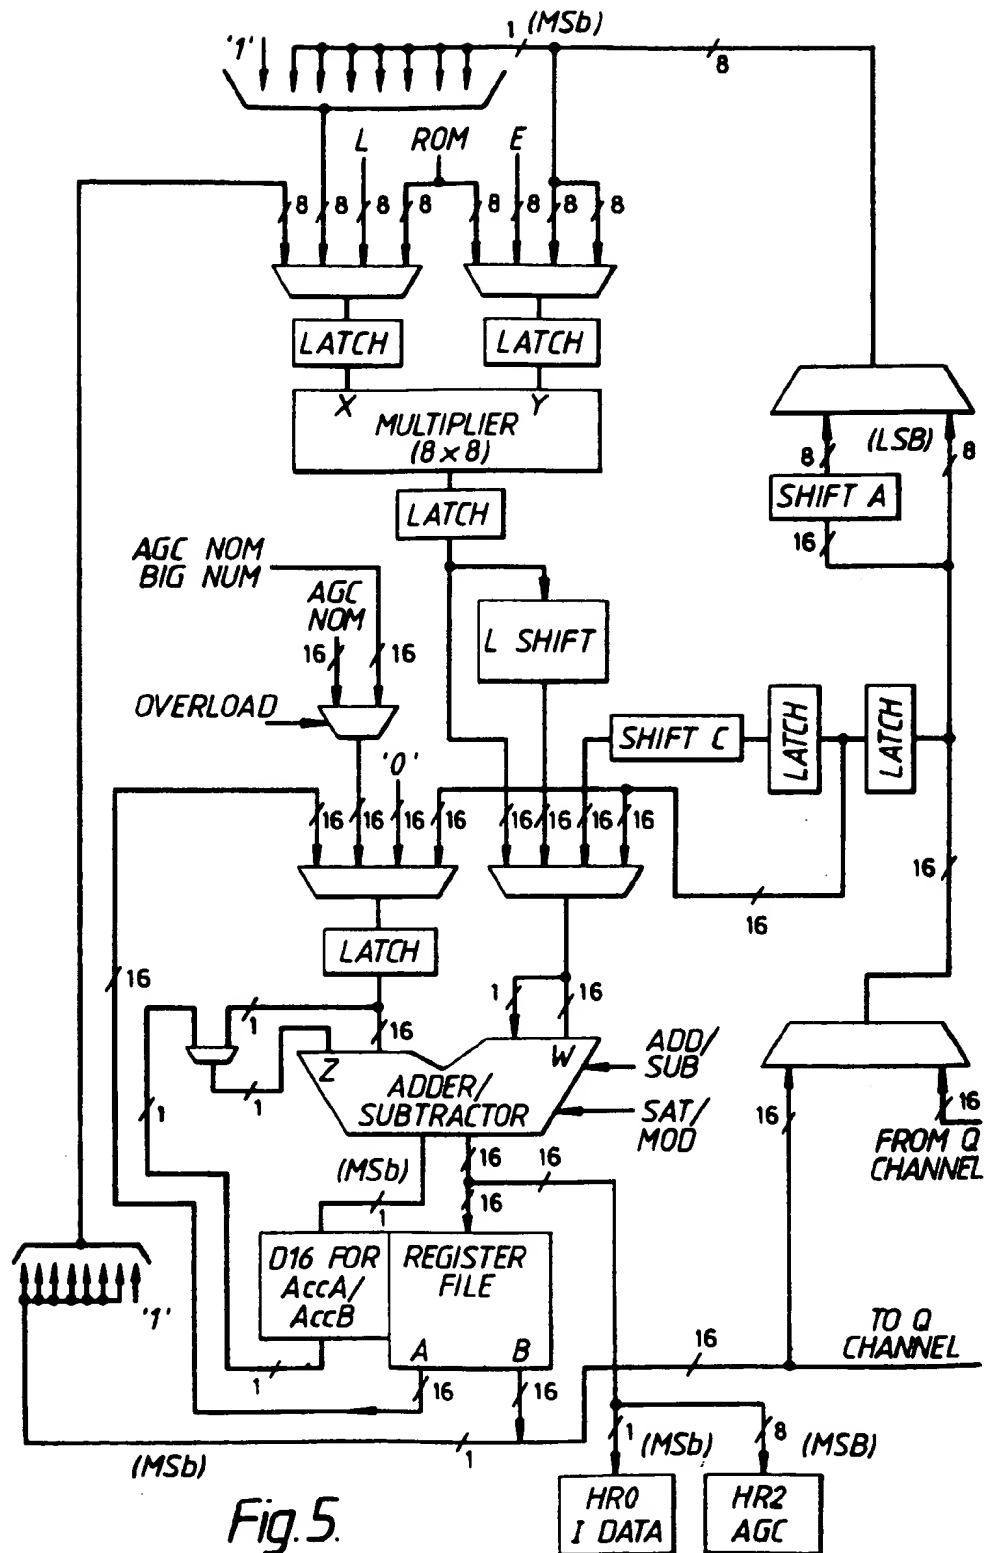 1 (MSb)
'1'
8
L ROM E
8 8 8 8 8 8 8 8
LATCH LATCH
X Y
MULTIPLIER
(8×8)
(LSB)
8 8
SHIFT A
16
LATCH
AGC NOM
BIG NUM
AGC
NOM
16 16
L SHIFT
OVERLOAD
SHIFT C
LATCH
LATCH
'0'
16 16 16 16 16 16 16 16
16
16
LATCH
16
1
16
1 16
1
1
Z W
ADDER/
SUBTRACTOR
ADD/
SUB
SAT/
MOD
16
16
FROM Q
CHANNEL
(MSb)
1
16
16
16
D16 FOR
AccA/
AccB
REGISTER
FILE
A B
'1'
1
16 16
16
TO Q
CHANNEL
(MSb)
1
1 (MSb)
8 (MSB)
HR0
I DATA
HR2
AGC
Fig.5.